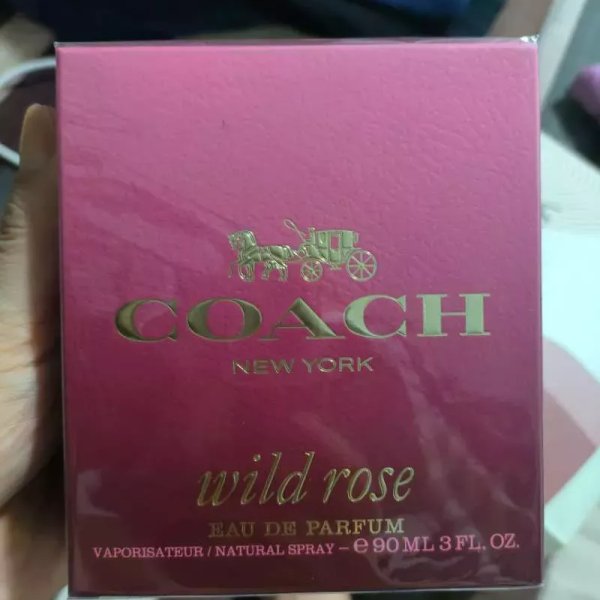 COACH
NEW YORK
wild rose
EAU DE PARFUM
VAPORISATEUR / NATURAL SPRAY – ℮ 90 ML 3 FL. OZ.